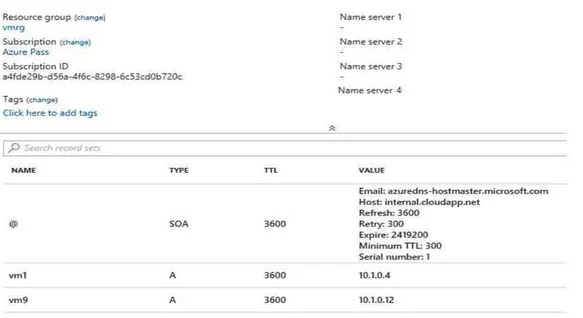 Resource group (change)
vmrg
Subscription (change)
Azure Pass
Subscription ID
a4fde29b-d56a-4f6c-8298-6c53cd0b720c
Tags (change)
Click here to add tags
Name server 1
-
Name server 2
-
Name server 3
-
Name server 4
Search record sets
NAME TYPE TTL VALUE
@ SOA 3600
Email: azuredns-hostmaster.microsoft.com
Host: internal.cloudapp.net
Refresh: 3600
Retry: 300
Expire: 2419200
Minimum TTL: 300
Serial number: 1
vm1 A 3600 10.1.0.4
vm9 A 3600 10.1.0.12